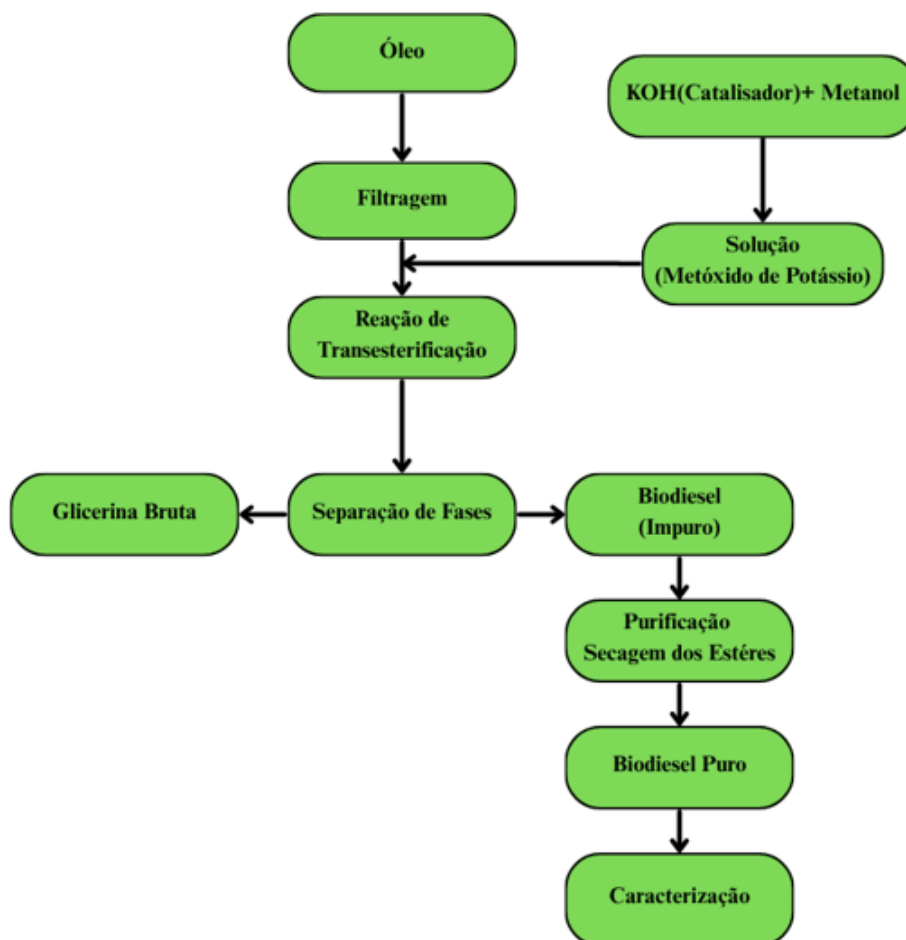 Óleo
KOH(Catalisador)+ Metanol
Filtragem
Solução
(Metóxido de Potássio)
Reação de
Transesterificação
Glicerina Bruta
Separação de Fases
Biodiesel
(Impuro)
Purificação
Secagem dos Estéres
Biodiesel Puro
Caracterização